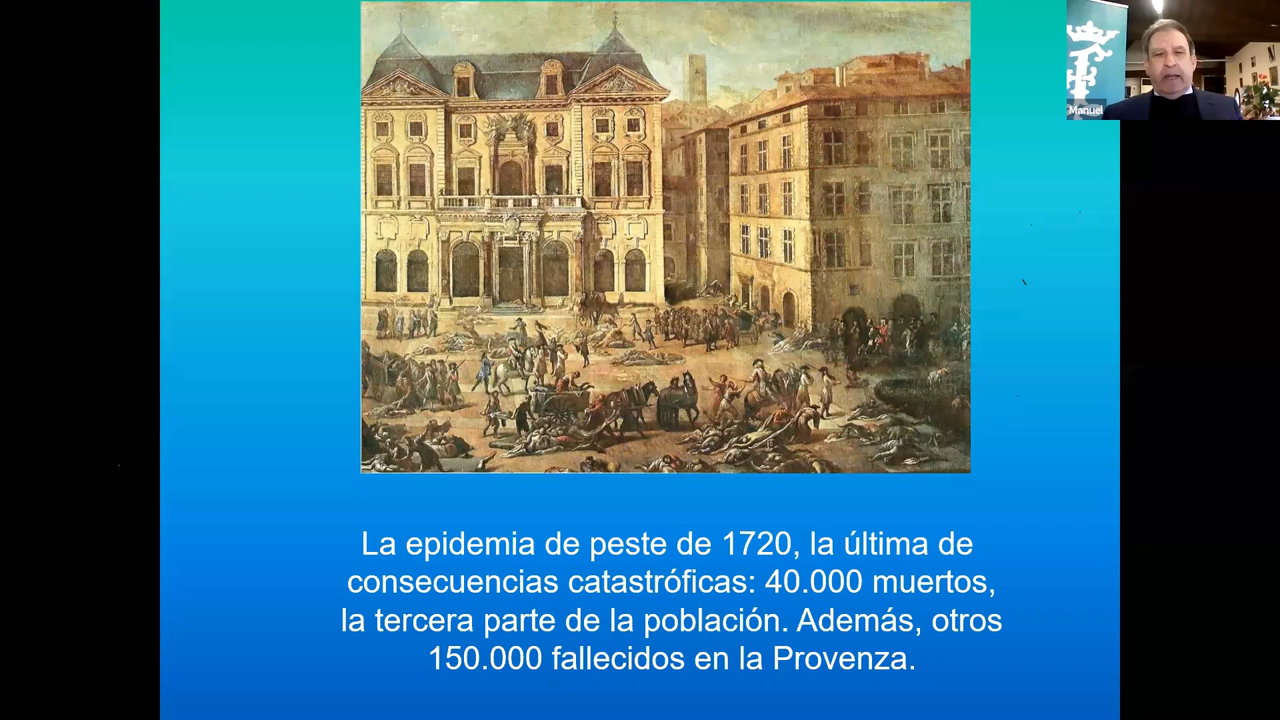 Manuel
La epidemia de peste de 1720, la última de
consecuencias catastróficas: 40.000 muertos,
la tercera parte de la población. Además, otros
150.000 fallecidos en la Provenza.